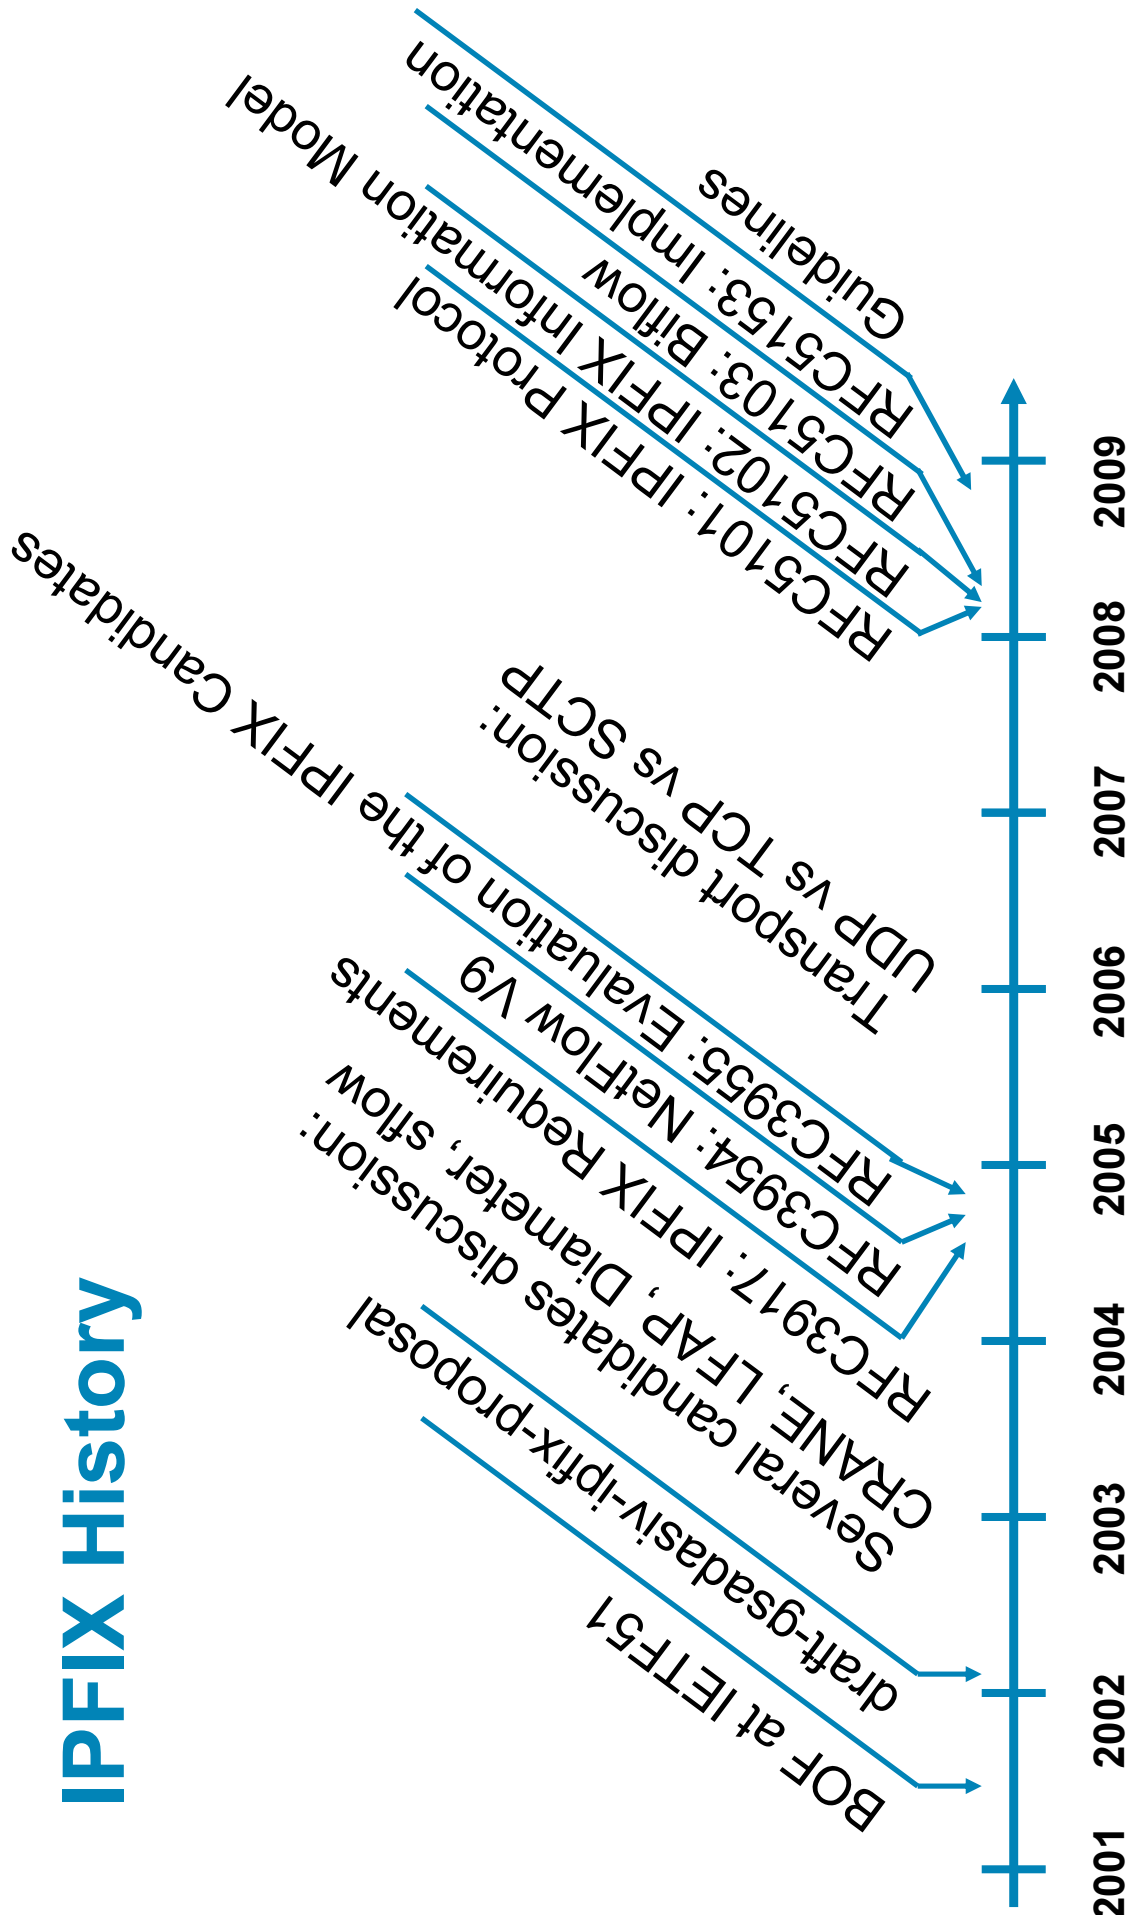 IPFIX History
BOF at IETF51
draft-gsadasiv-ipfix-proposal
Several candidates discussion:
CRANE, LFAP, Diameter, sflow
RFC3917: IPFIX Requirements
RFC3954: NetFlow V9
RFC3955: Evaluation of the IPFIX Candidates
Transport discussion:
UDP vs TCP vs SCTP
RFC5101: IPFIX Protocol
RFC5102: IPFIX Information Model
RFC5103: Biflow
RFC5153: Implementation
Guidelines
2001
2002
2003
2004
2005
2006
2007
2008
2009